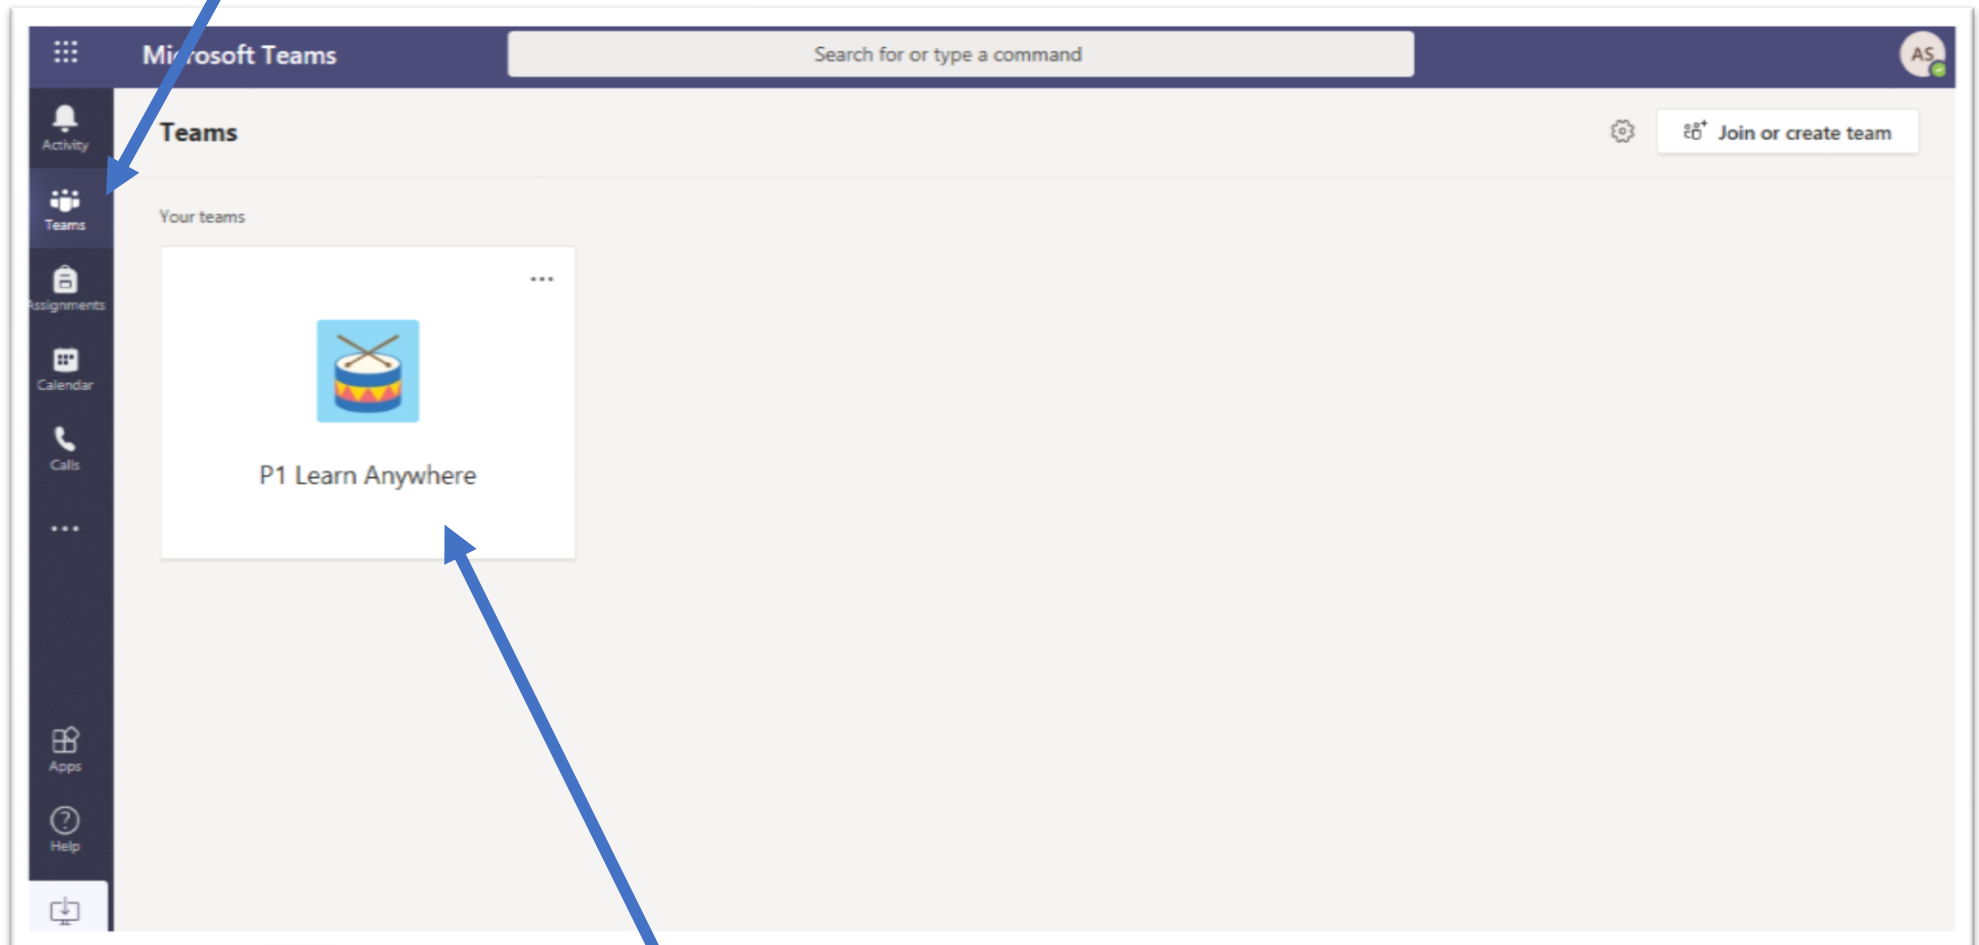 Microsoft Teams
Search for or type a command
AS
Activity
Teams
Assignments
Calendar
Calls
Apps
Help
Teams
Join or create team
Your teams
P1 Learn Anywhere